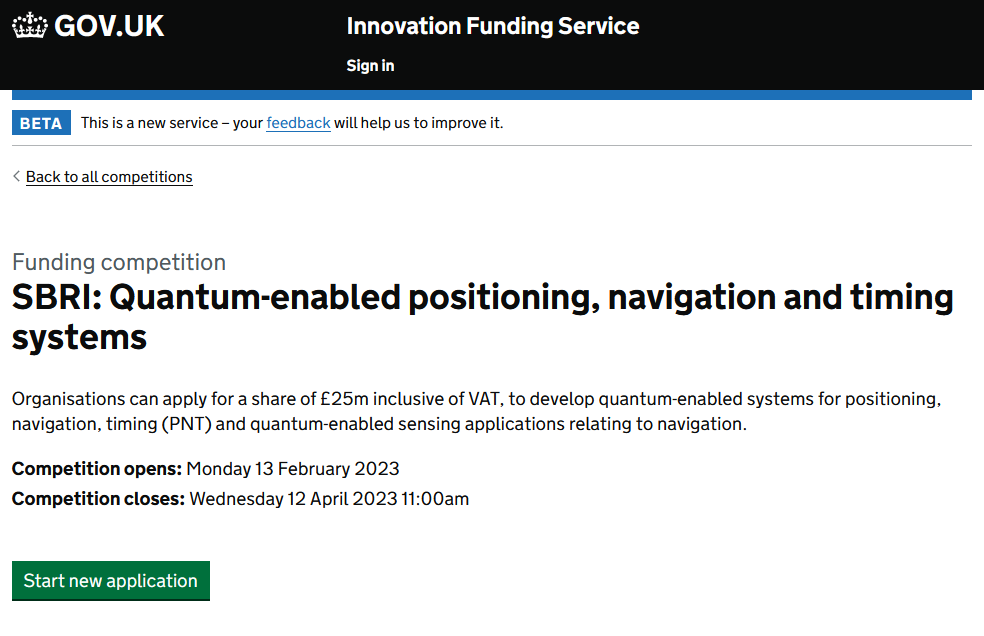 GOV.UK
Innovation Funding Service
Sign in
BETA This is a new service – your feedback will help us to improve it.
Back to all competitions
Funding competition
SBRI: Quantum-enabled positioning, navigation and timing
systems
Organisations can apply for a share of £25m inclusive of VAT, to develop quantum-enabled systems for positioning,
navigation, timing (PNT) and quantum-enabled sensing applications relating to navigation.
Competition opens: Monday 13 February 2023
Competition closes: Wednesday 12 April 2023 11:00am
Start new application